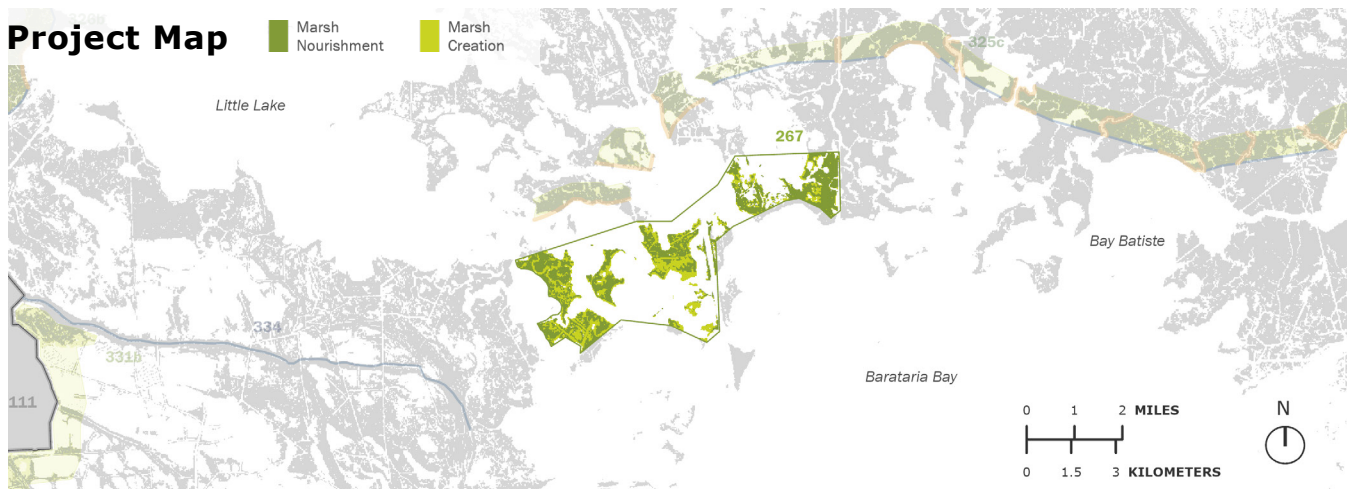 Project Map
Marsh
Nourishment
Marsh
Creation
325c
Little Lake
267
Bay Batiste
334
331b
Barataria Bay
111
0 1 2 MILES
N
0 1.5 3 KILOMETERS